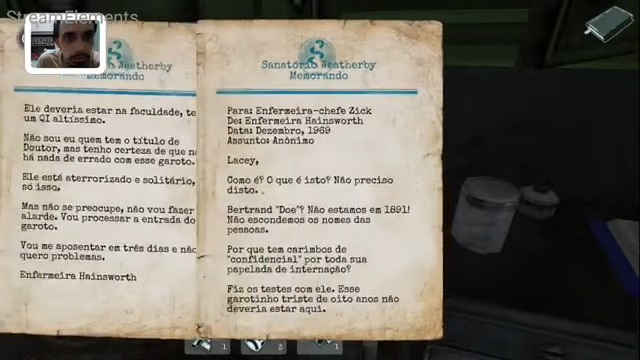 StreamElements
Sanatório Weatherby
Memorando
Para: Enfermeira-chefe Zick
De: Enfermeira Hainsworth
Data: Dezembro, 1969
Assunto: Anônimo
Lacey,
Como é? O que é isto? Não preciso
disto.
Bertrand "Doe"? Não estamos em 1891!
Não escondemos os nomes das
pessoas.
Por que tem carimbos de
"confidencial" por toda sua
papelada de internação?
Fiz os testes com ele. Esse
garotinho triste de oito anos não
deveria estar aqui.
Weatherby
Memorando
Ele deveria estar na faculdade, te
um QI altíssimo.
Não sou eu quem tem o título de
Doutor, mas tenho certeza de que n
há nada de errado com esse garoto.
Ele está aterrorizado e solitário,
só isso.
Mas não se preocupe, não vou fazer
alarde. Vou processar a entrada do
garoto.
Vou me aposentar em três dias e não
quero problemas.
Enfermeira Hainsworth
1
1